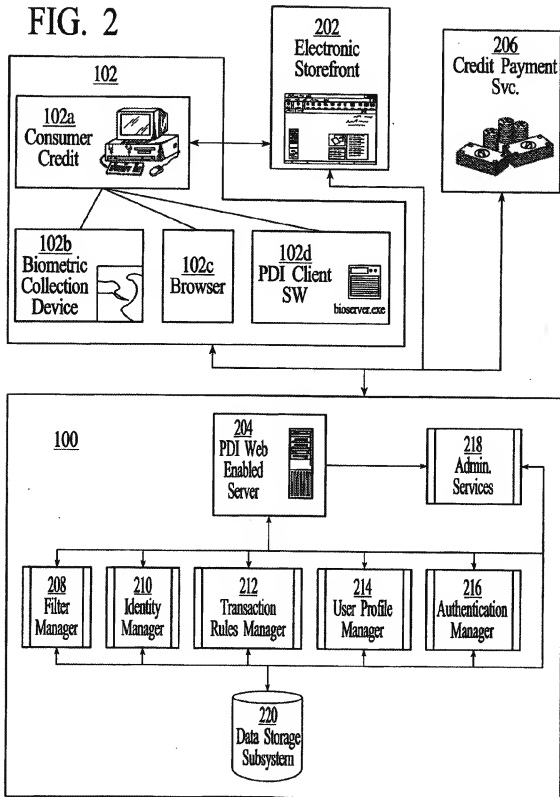 FIG. 2
102
102a
Consumer
Credit
202
Electronic
Storefront
206
Credit Payment
Svc.
102b
Biometric
Collection
Device
102c
Browser
102d
PDI Client
SW
bioserver.exe
100
204
PDI Web
Enabled
Server
218
Admin.
Services
208
Filter
Manager
210
Identity
Manager
212
Transaction
Rules Manager
214
User Profile
Manager
216
Authentication
Manager
220
Data Storage
Subsystem